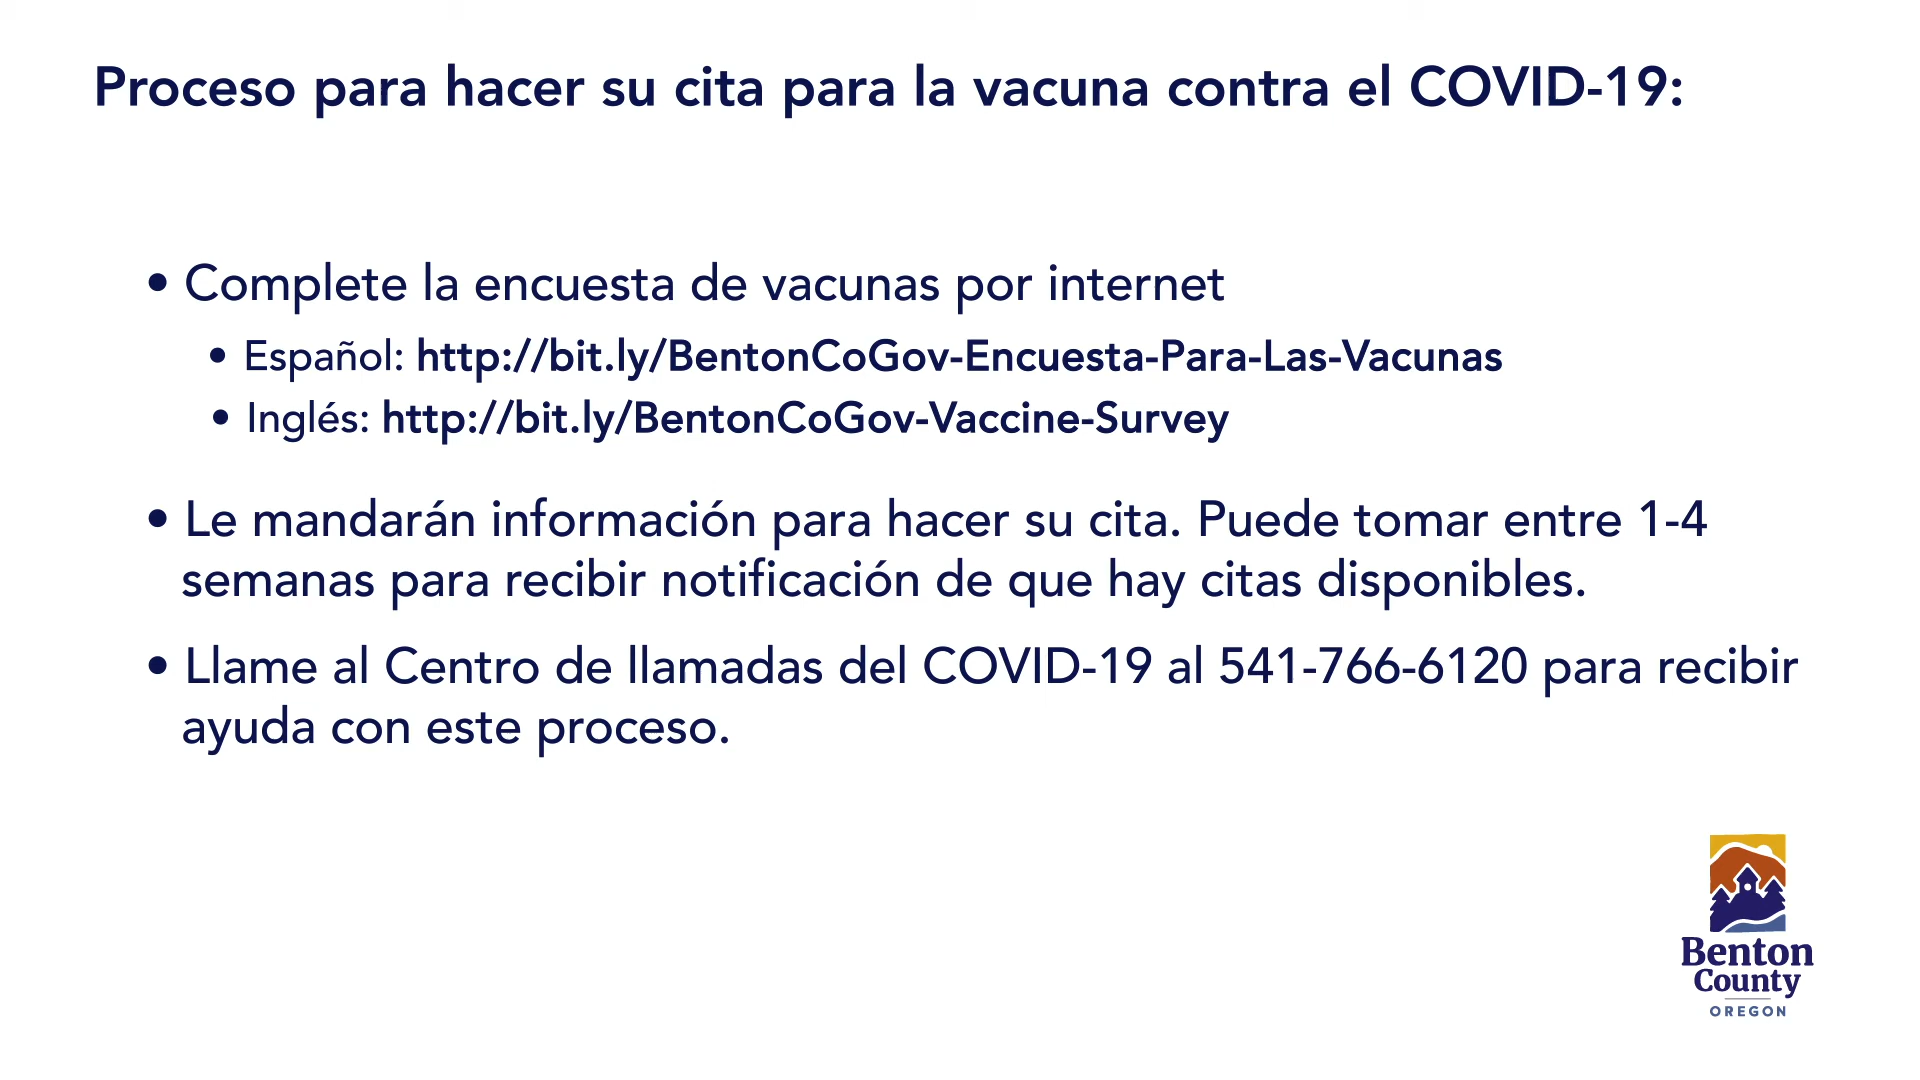 Proceso para hacer su cita para la vacuna contra el COVID-19:
• Complete la encuesta de vacunas por internet
• Español: http://bit.ly/BentonCoGov-Encuesta-Para-Las-Vacunas
• Inglés: http://bit.ly/BentonCoGov-Vaccine-Survey
• Le mandarán información para hacer su cita. Puede tomar entre 1-4
semanas para recibir notificación de que hay citas disponibles.
• Llame al Centro de llamadas del COVID-19 al 541-766-6120 para recibir
ayuda con este proceso.
Benton
County
OREGON